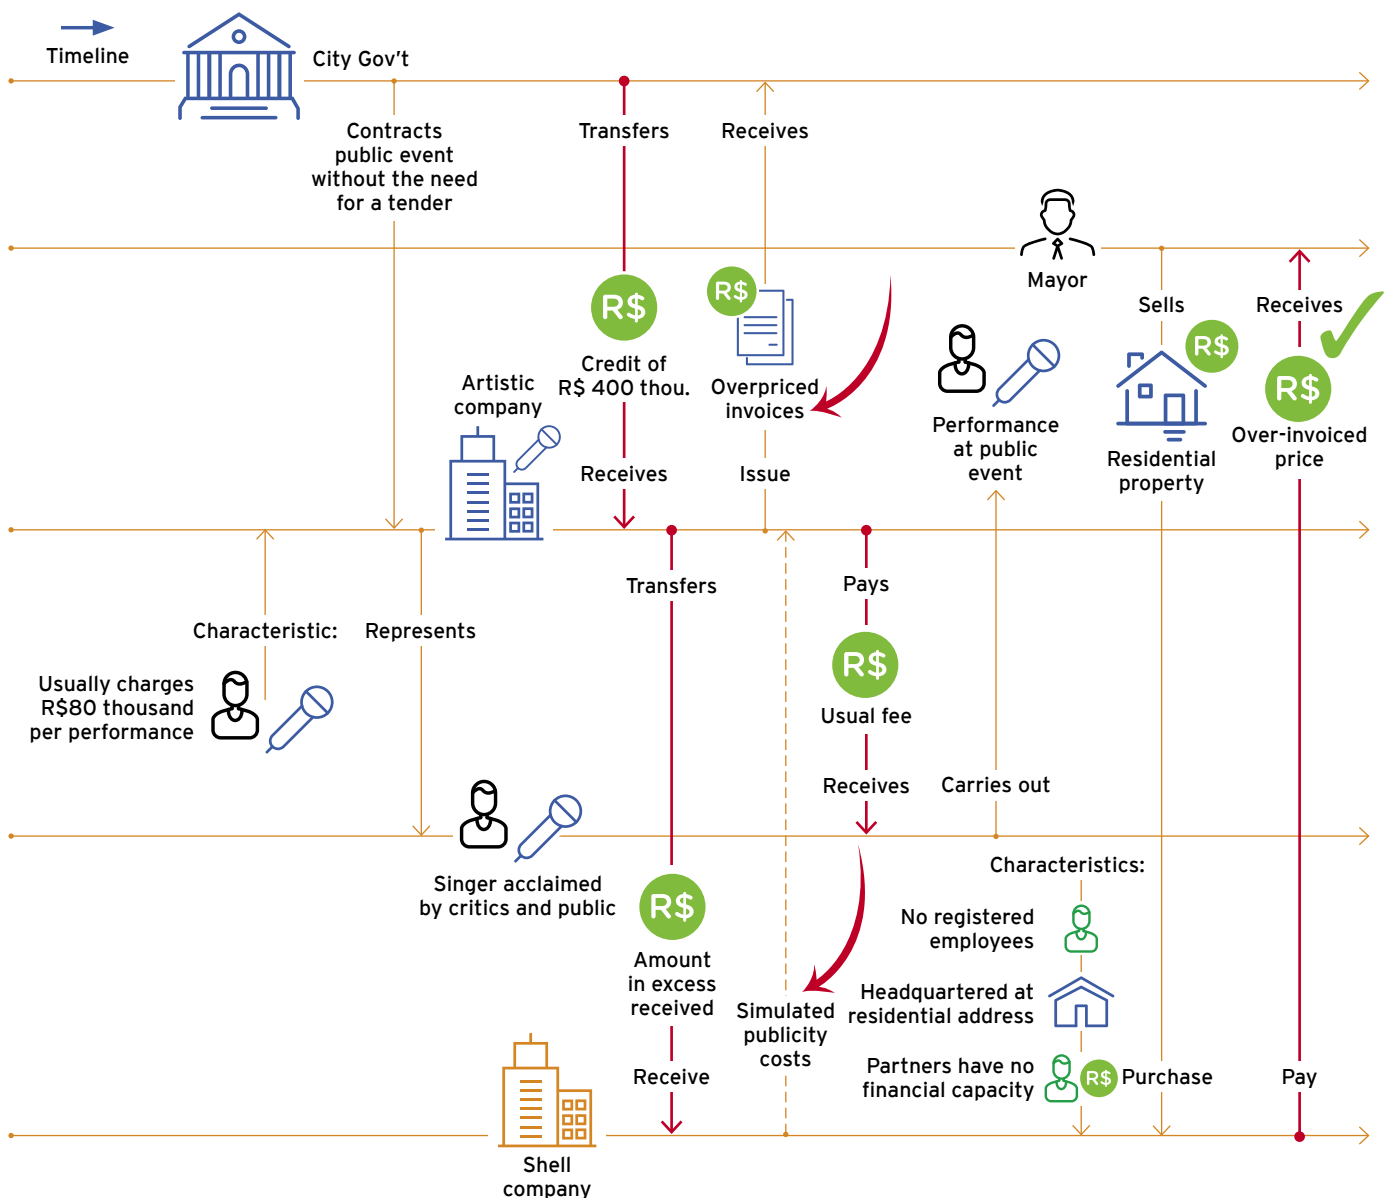 Timeline
City Gov't
Contracts
public event
without the need
for a tender
Transfers
Receives
Mayor
R$
R$
Credit of
R$ 400 thou.
Overpriced
invoices
Artistic
company
Receives
Issue
Performance
at public
event
Sells
R$
Residential
property
Receives
R$
Over-invoiced
price
Transfers
Pays
Characteristic:
Represents
Usually charges
R$80 thousand
per performance
R$
Usual fee
Receives
Carries out
Singer acclaimed
by critics and public
R$
Amount
in excess
received
Receive
Simulated
publicity
costs
Characteristics:
No registered
employees
Headquartered at
residential address
Partners have no
financial capacity
R$
Purchase
Pay
Shell
company